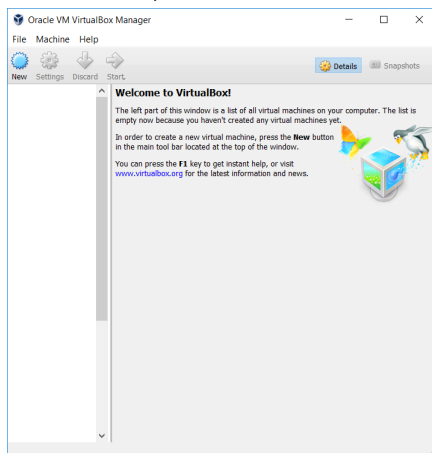 Oracle VM VirtualBox Manager
File Machine Help
New Settings Discard Start
Details Snapshots
Welcome to VirtualBox!
The left part of this window is a list of all virtual machines on your computer. The list is
empty now because you haven't created any virtual machines yet.
In order to create a new virtual machine, press the New button
in the main tool bar located at the top of the window.
You can press the F1 key to get instant help, or visit
www.virtualbox.org for the latest information and news.